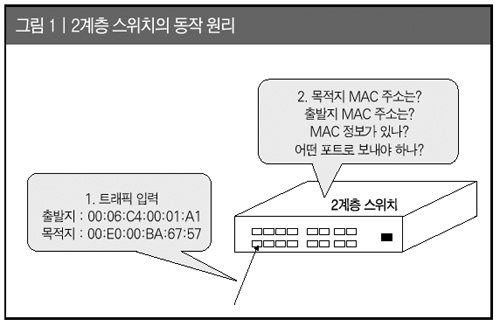 그림 1 | 2계층 스위치의 동작 원리
2. 목적지 MAC 주소는?
출발지 MAC 주소는?
MAC 정보가 있나?
어떤 포트로 보내야 하나?
1. 트래픽 입력
출발지 : 00:06:C4:00:01:A1
목적지 : 00:E0:00:BA:67:57
2계층 스위치